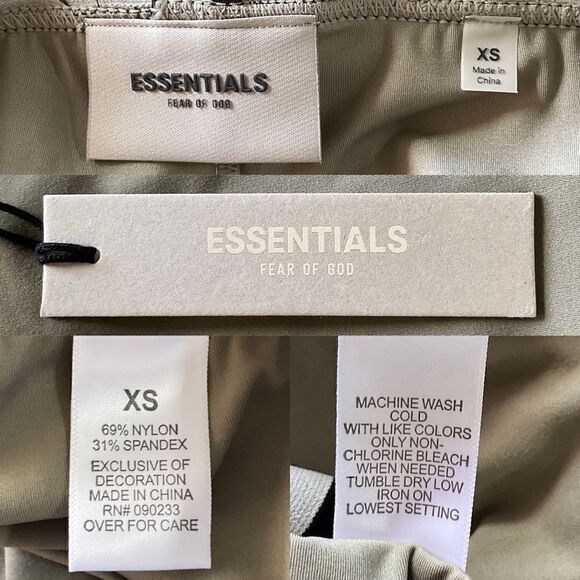 ESSENTIALS
FEAR OF GOD
XS
Made in
China
ESSENTIALS
FEAR OF GOD
XS
69% NYLON
31% SPANDEX
EXCLUSIVE OF
DECORATION
MADE IN CHINA
RN# 090233
OVER FOR CARE
MACHINE WASH
COLD
WITH LIKE COLORS
ONLY NON-
CHLORINE BLEACH
WHEN NEEDED
TUMBLE DRY LOW
IRON ON
LOWEST SETTING